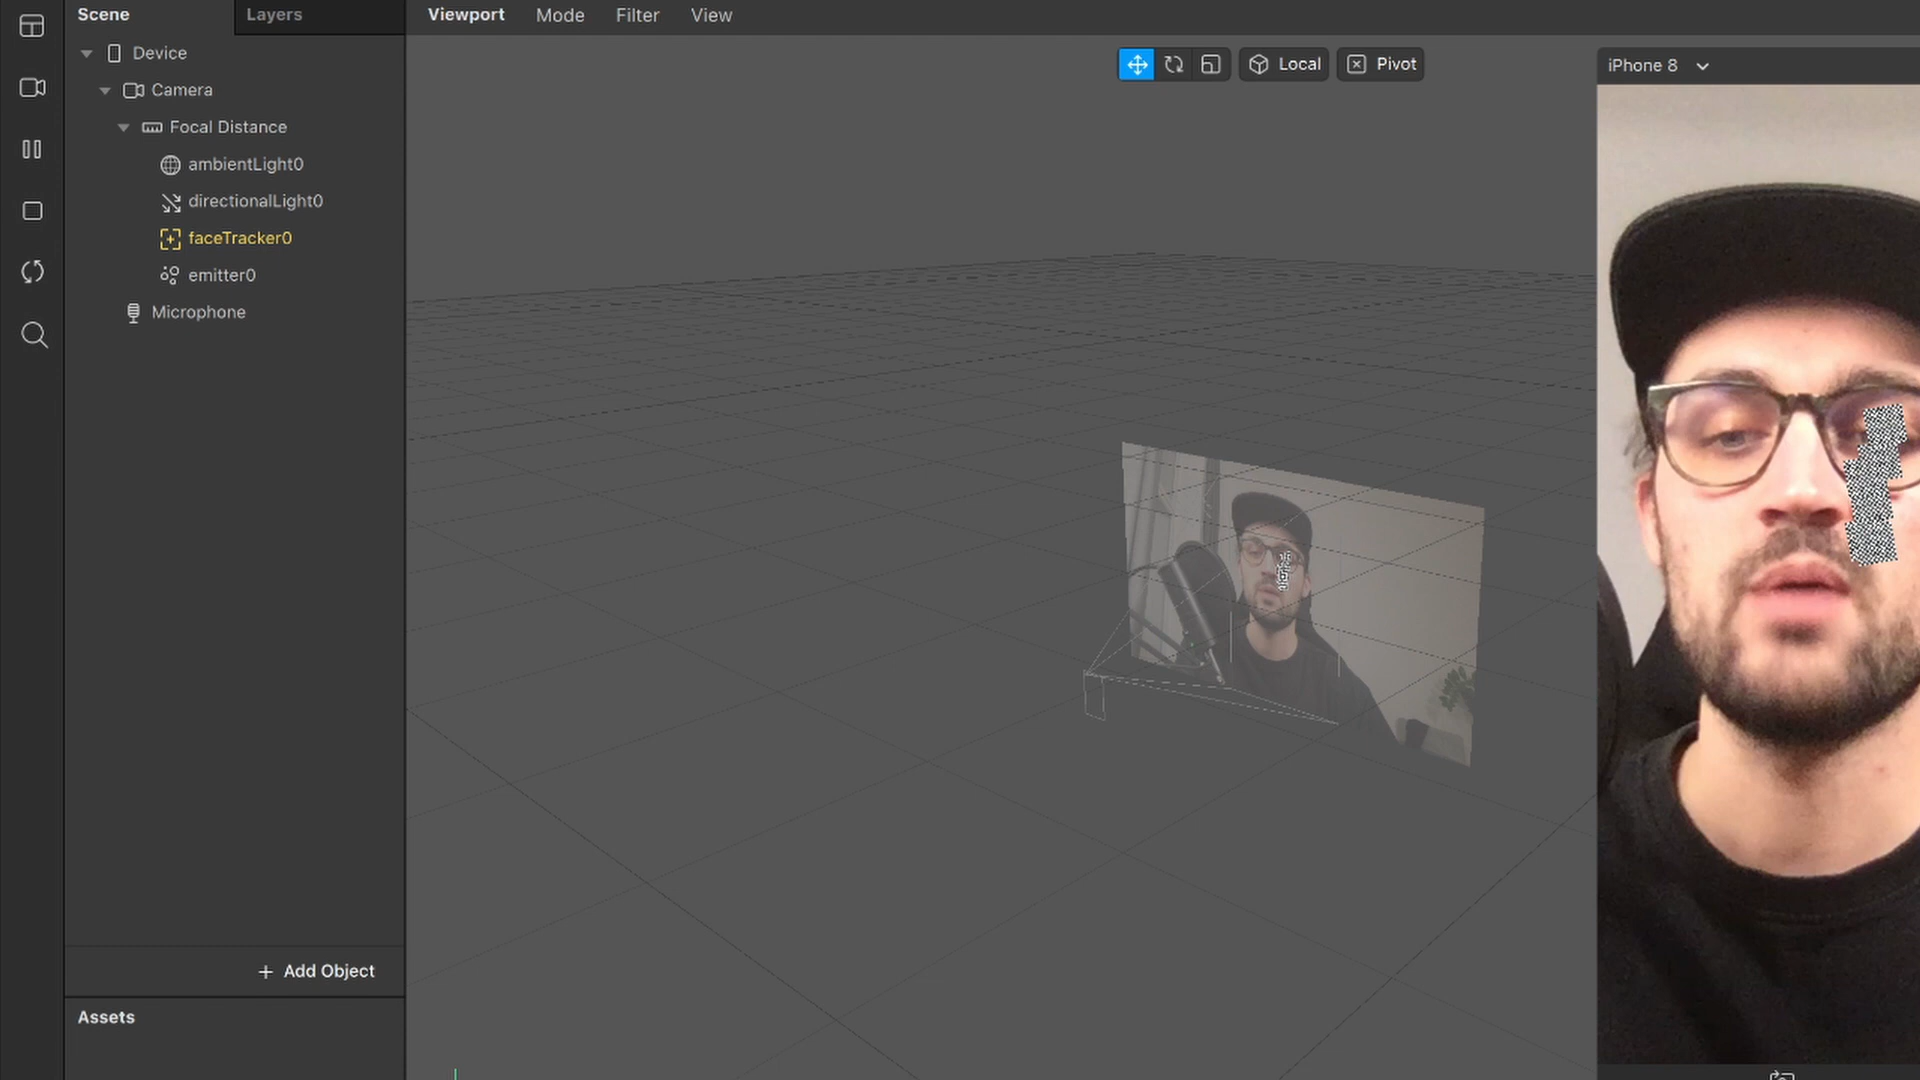 Scene
Layers
Viewport
Mode
Filter
View
Device
Camera
Focal Distance
ambientLight0
directionalLight0
faceTracker0
emitter0
Microphone
Local
Pivot
iPhone 8
+ Add Object
Assets